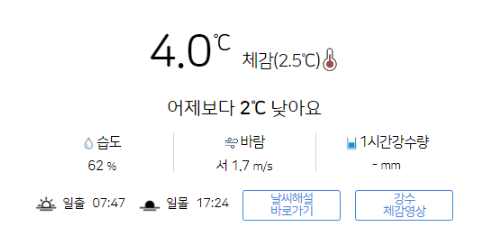 4.0℃ 체감(2.5℃)
어제보다 2℃ 낮아요
습도 바람 1시간강수량
62 % 서 1.7 m/s - mm
일출 07:47 일몰 17:24 날씨해설 바로가기 강수 체감영상